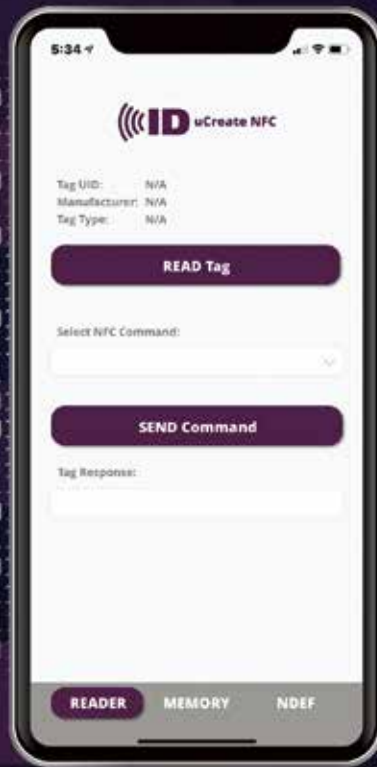 5:34
ID uCreate NFC
Tag UID: N/A
Manufacturer: N/A
Tag Type: N/A
READ Tag
Select NFC Command:
SEND Command
Tag Response:
READER MEMORY NDEF